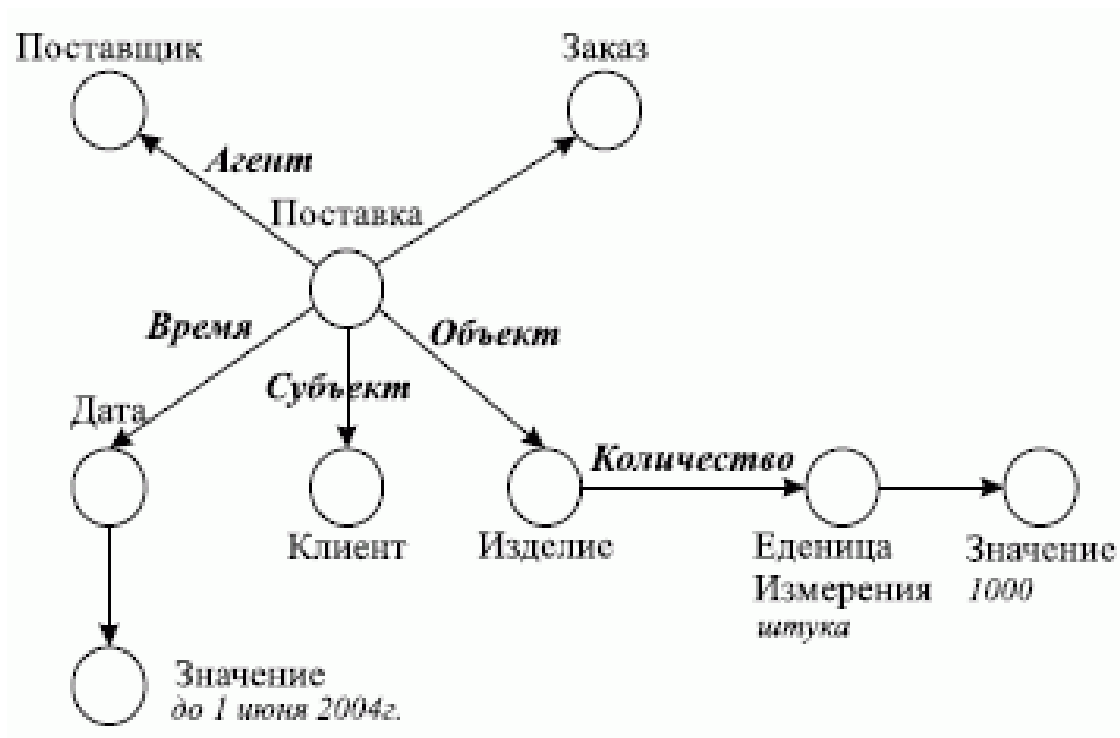 Поставщик
Заказ
Агент
Поставка
Время
Объект
Субъект
Дата
Количество
Клиент
Изделие
Еденица
Измерения
штука
Значение
1000
Значение
до 1 июня 2004г.